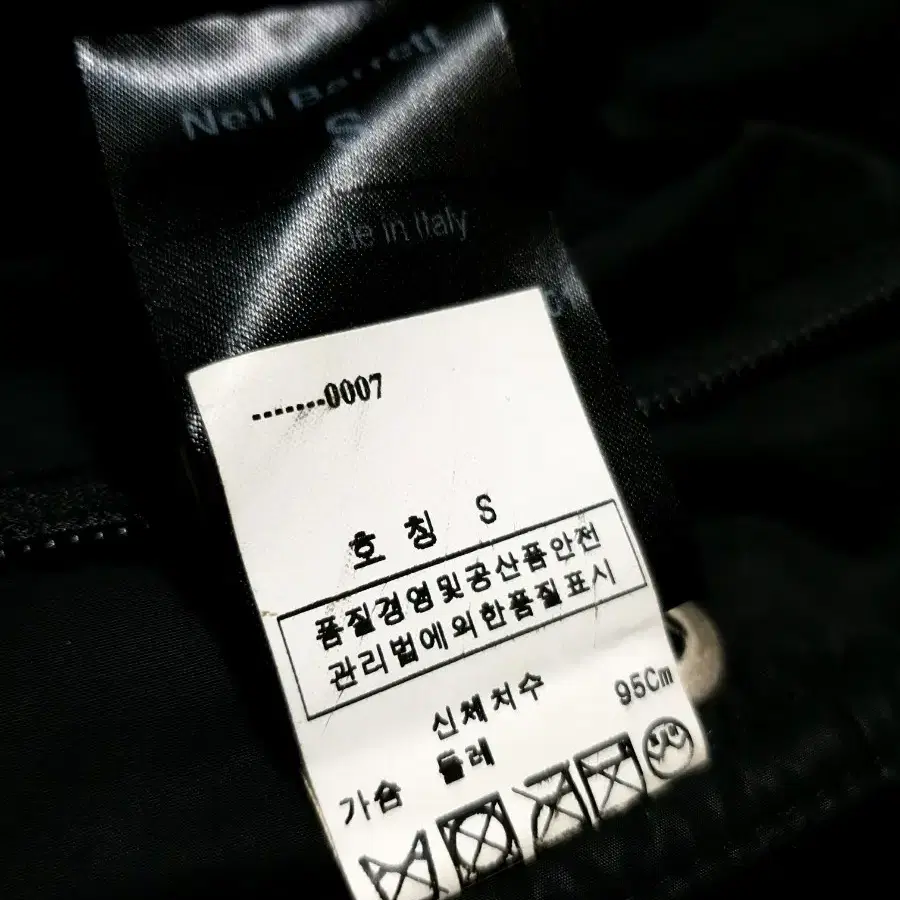 Neil Barrett
S
Made in Italy
-------0007
호칭 S
품질경영및공산품안전
관리법에의한품질표시
신체치수 95Cm
가슴 둘레